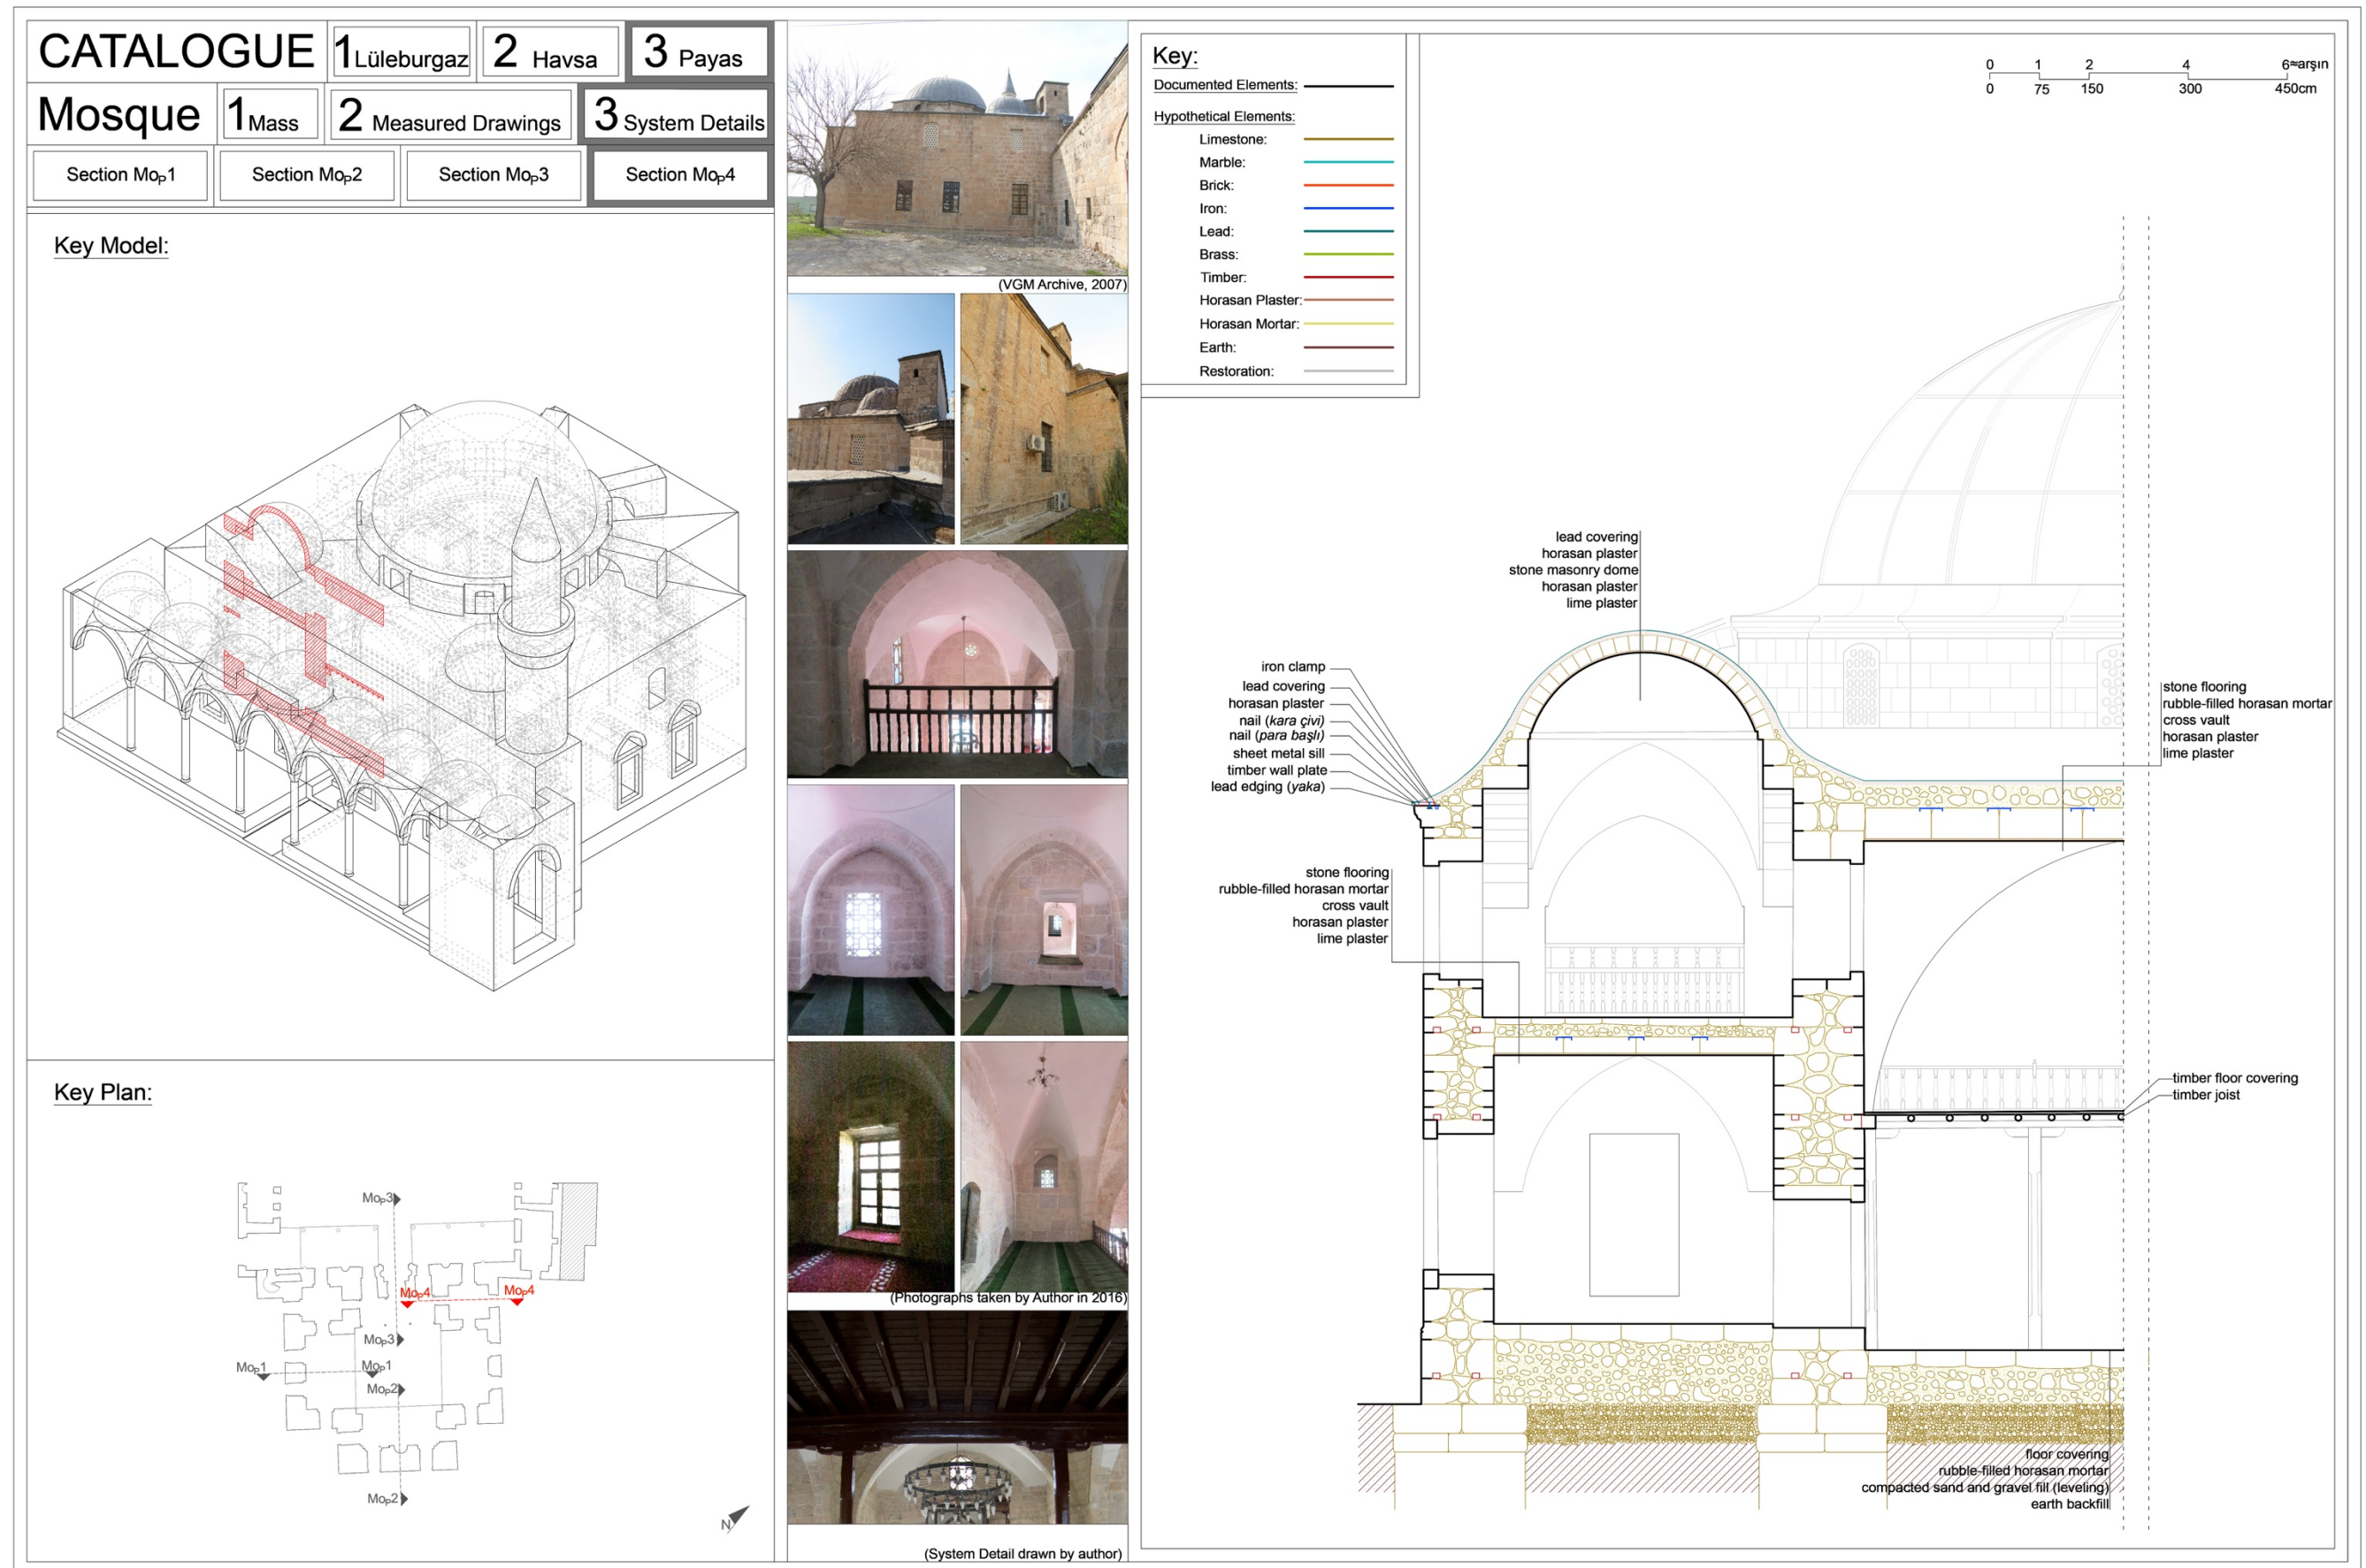 CATALOGUE
1 Lüleburgaz
2 Havsa
3 Payas
Mosque
1 Mass
2 Measured Drawings
3 System Details
Section MoP1
Section MoP2
Section MoP3
Section MoP4
Key Model:
Key Plan:
MoP3
MoP4
MoP4
MoP3
MoP1
MoP1
MoP2
MoP2
N
(VGM Archive, 2007)
(Photographs taken by Author in 2016)
(System Detail drawn by author)
Key:
Documented Elements:
Hypothetical Elements:
Limestone:
Marble:
Brick:
Iron:
Lead:
Brass:
Timber:
Horasan Plaster:
Horasan Mortar:
Earth:
Restoration:
0 1 2 4 6≈arşın
0 75 150 300 450cm
lead covering
horasan plaster
stone masonry dome
horasan plaster
lime plaster
iron clamp
lead covering
horasan plaster
nail (kara çivi)
nail (para başlı)
sheet metal sill
timber wall plate
lead edging (yaka)
stone flooring
rubble-filled horasan mortar
cross vault
horasan plaster
lime plaster
stone flooring
rubble-filled horasan mortar
cross vault
horasan plaster
lime plaster
timber floor covering
timber joist
floor covering
rubble-filled horasan mortar
compacted sand and gravel fill (leveling)
earth backfill